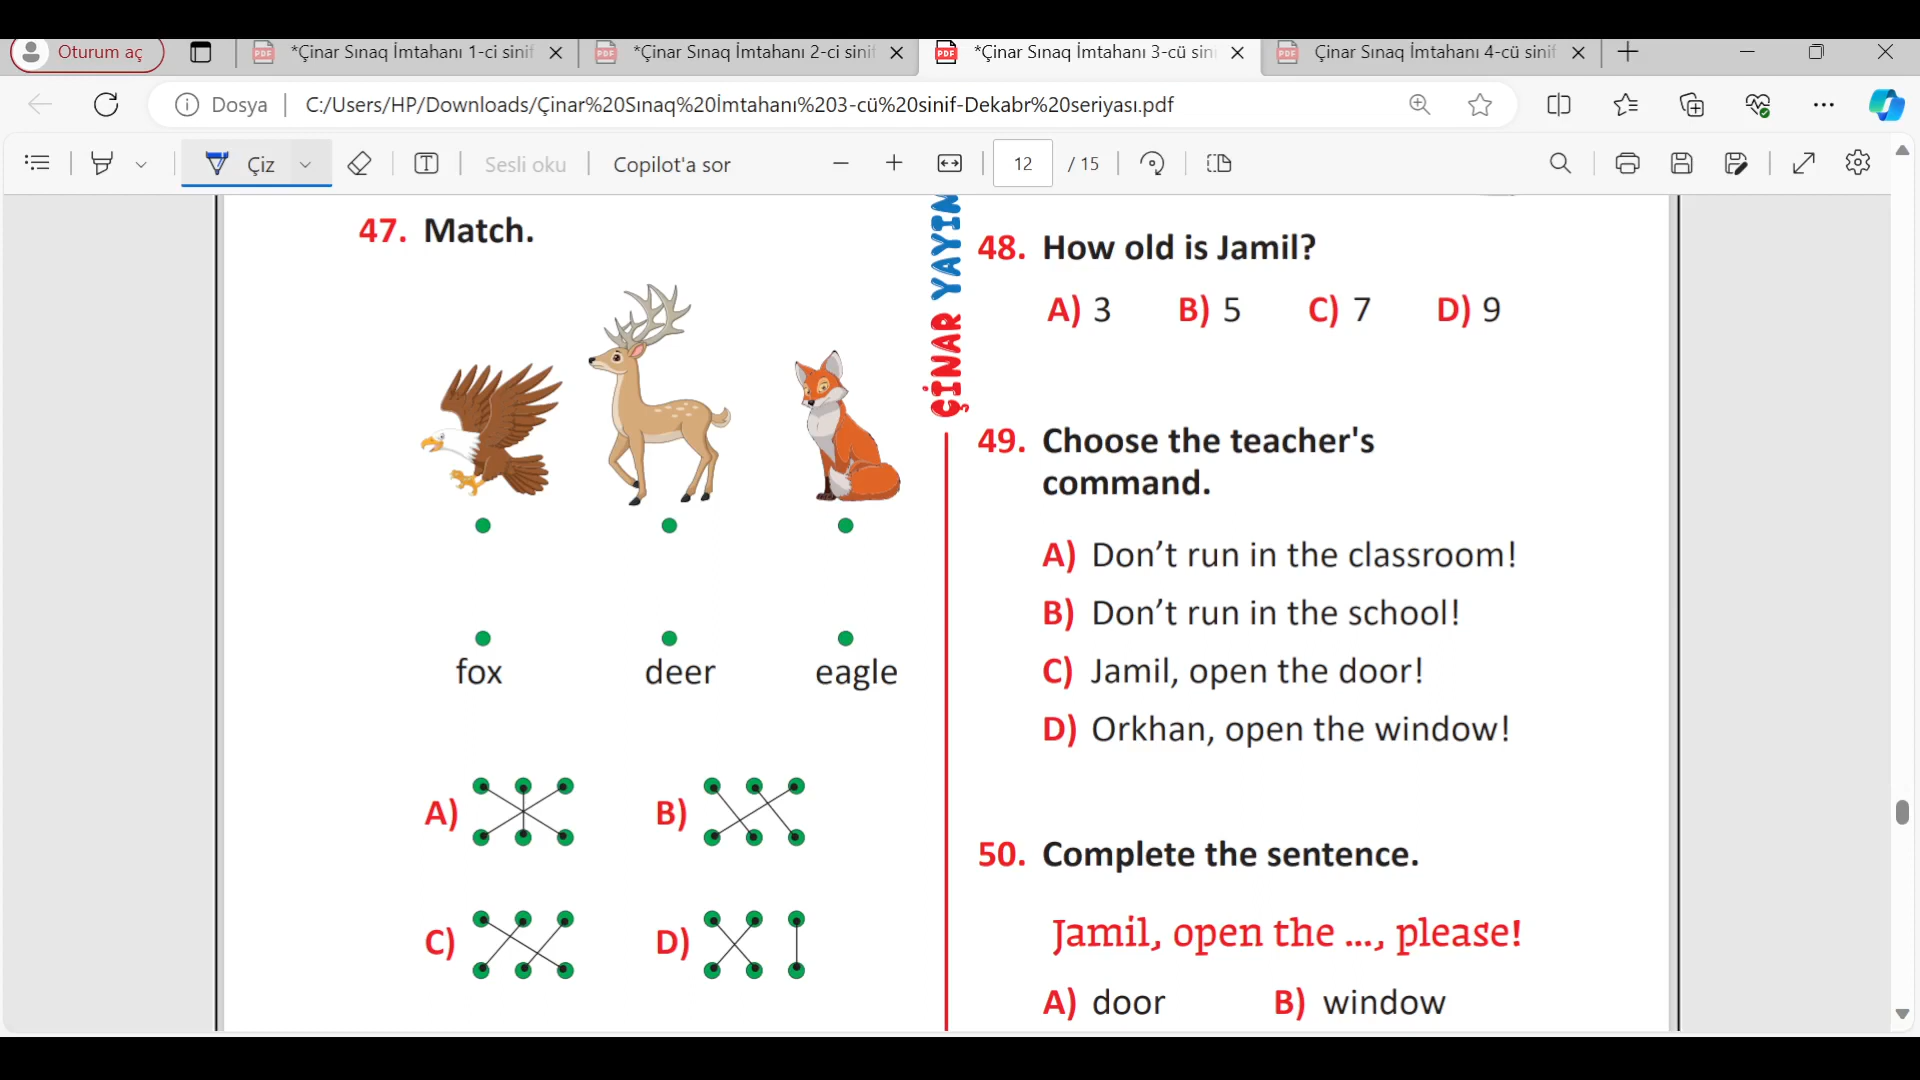 Oturum aç
*Çinar Sınaq İmtahanı 1-ci sinif
*Çinar Sınaq İmtahanı 2-ci sinif
*Çinar Sınaq İmtahanı 3-cü sin
Çinar Sınaq İmtahanı 4-cü sinif
Dosya
C:/Users/HP/Downloads/Çinar%20Sınaq%20İmtahanı%203-cü%20sinif-Dekabr%20seriyası.pdf
Çiz
Sesli oku
Copilot'a sor
12 / 15
47. Match.
fox deer eagle
A) B)
C) D)
ÇİNAR YAYIN
48. How old is Jamil?
A) 3 B) 5 C) 7 D) 9
49. Choose the teacher's
command.
A) Don’t run in the classroom!
B) Don’t run in the school!
C) Jamil, open the door!
D) Orkhan, open the window!
50. Complete the sentence.
Jamil, open the ..., please!
A) door B) window